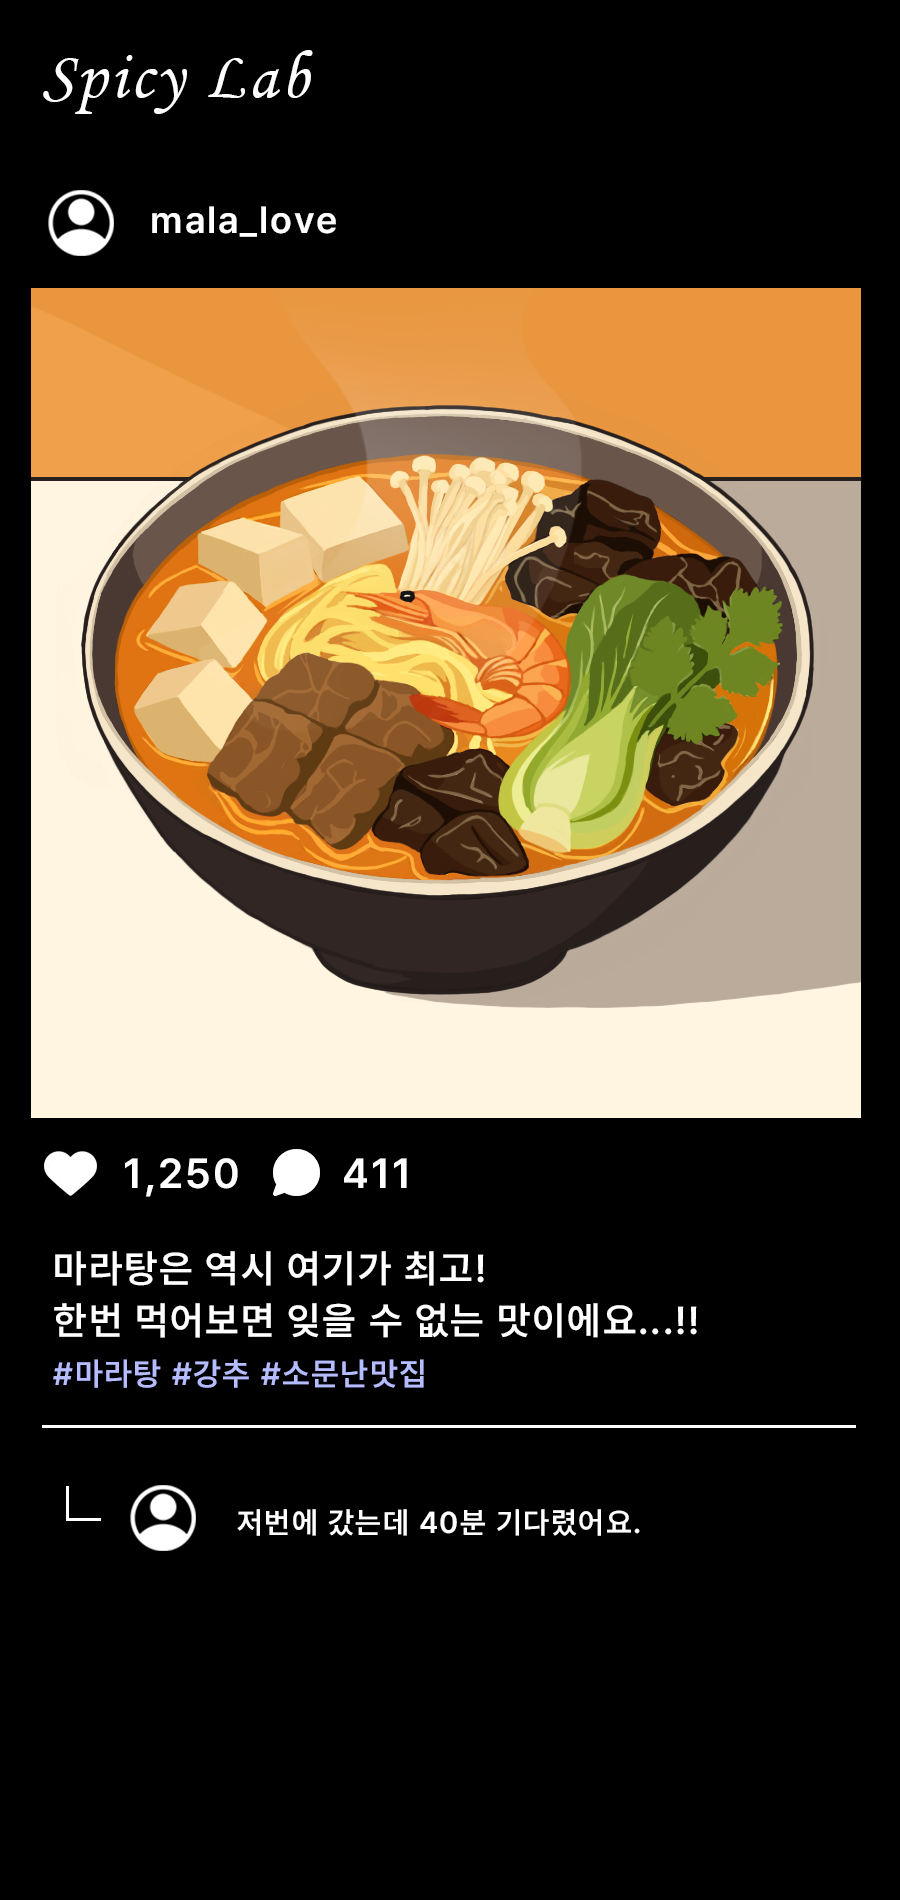 Spicy Lab
mala_love
1,250 411
마라탕은 역시 여기가 최고!
한번 먹어보면 잊을 수 없는 맛이에요...!!
#마라탕 #강추 #소문난맛집
저번에 갔는데 40분 기다렸어요.